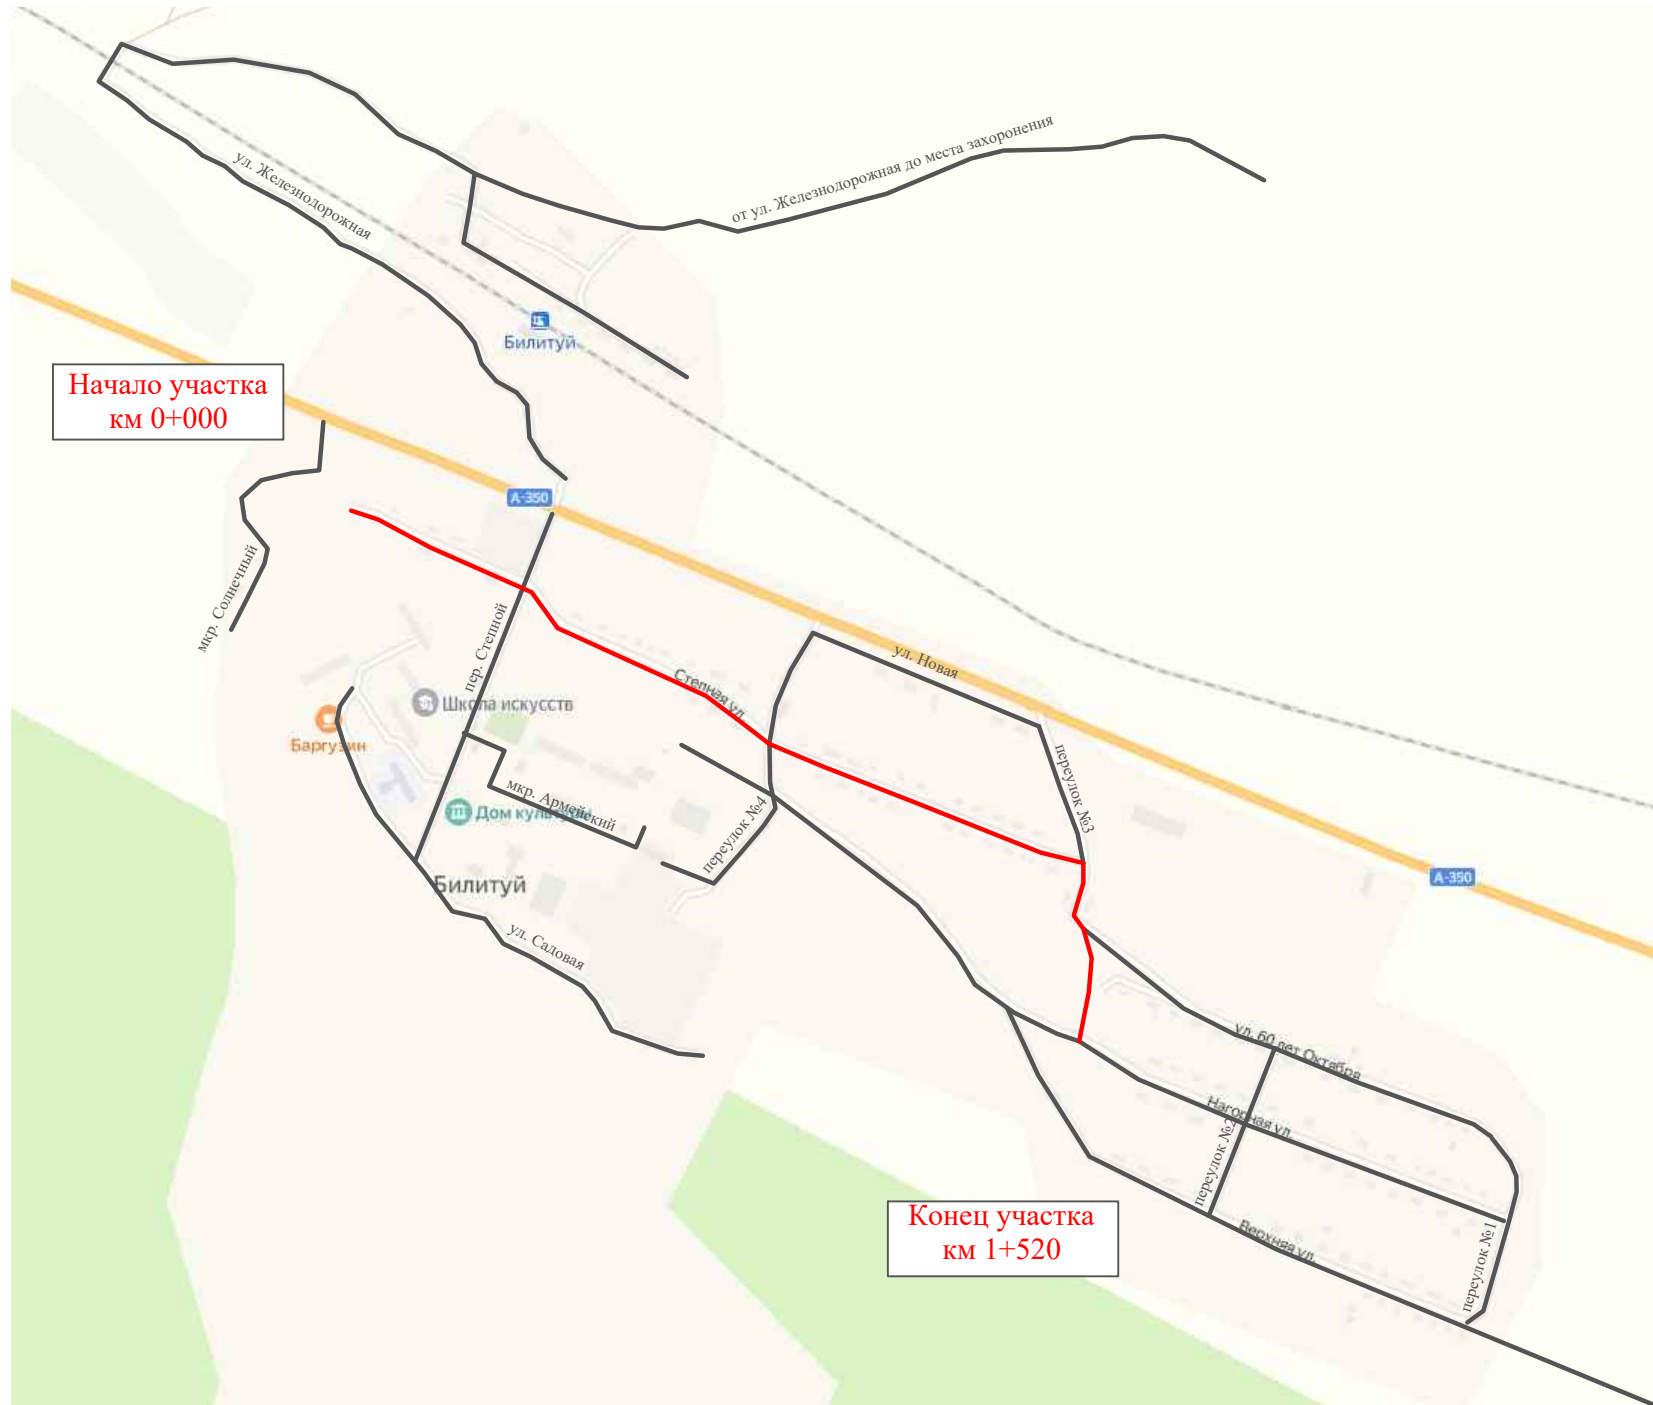 от ул. Железнодорожная до места захоронения
ул. Железнодорожная
Билитуй
Начало участка
км 0+000
А-350
мкр. Солнечный
пер. Степной
ул. Новая
Степная ул.
Школа искусств
Баргузин
переулок №3
мкр. Армейский
Дом культуры
переулок №4
Билитуй
А-350
ул. Садовая
ул. 60 лет Октября
Нагорная ул.
переулок №2
Конец участка
км 1+520
Верхняя ул.
переулок №1